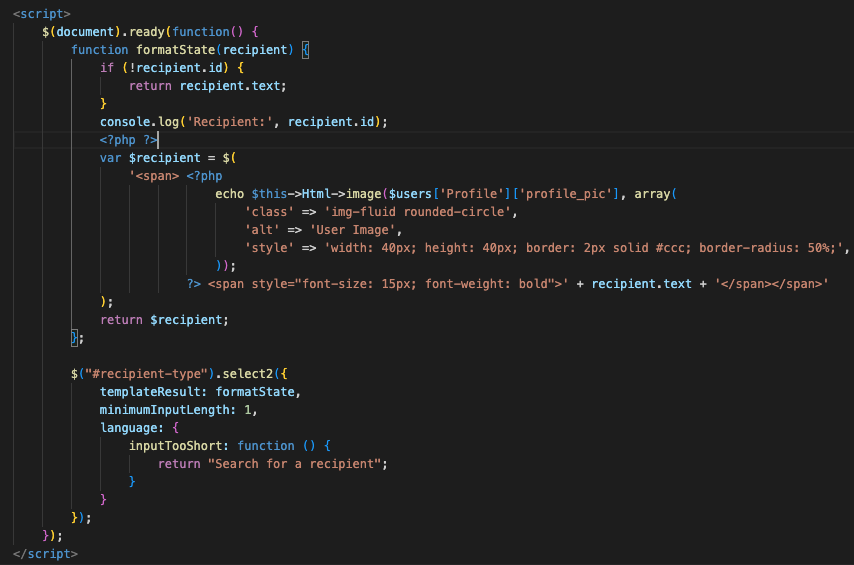 <script>
$(document).ready(function() {
function formatState(recipient) {
if (!recipient.id) {
return recipient.text;
}
console.log('Recipient:', recipient.id);
<?php ?>
var $recipient = $(
'<span> <?php
echo $this->Html->image($users['Profile']['profile_pic'], array(
'class' => 'img-fluid rounded-circle',
'alt' => 'User Image',
'style' => 'width: 40px; height: 40px; border: 2px solid #ccc; border-radius: 50%;',
));
?> <span style="font-size: 15px; font-weight: bold">' + recipient.text + '</span></span>'
);
return $recipient;
};
$("#recipient-type").select2({
templateResult: formatState,
minimumInputLength: 1,
language: {
inputTooShort: function () {
return "Search for a recipient";
}
}
});
});
</script>